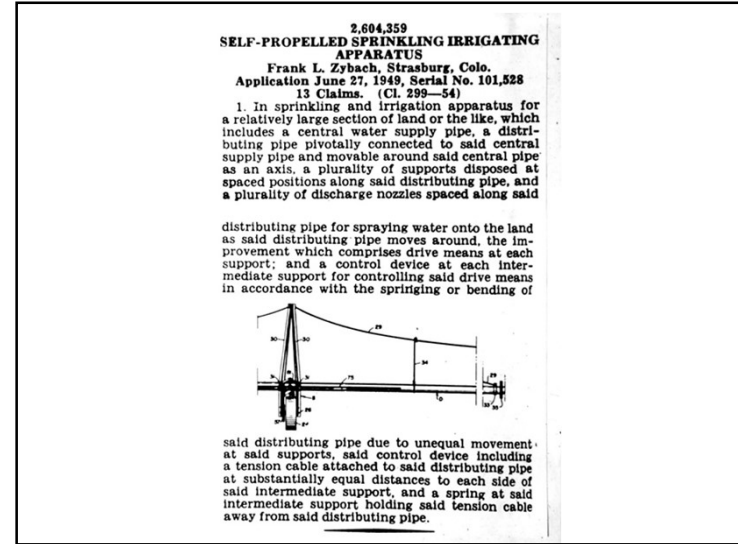 2,604,359
SELF-PROPELLED SPRINKLING IRRIGATING
APPARATUS
Frank L. Zybach, Strasburg, Colo.
Application June 27, 1949, Serial No. 101,528
13 Claims. (Cl. 299—54)
1. In sprinkling and irrigation apparatus for
a relatively large section of land or the like, which
includes a central water supply pipe, a distri-
buting pipe pivotally connected to said central
supply pipe and movable around said central pipe
as an axis, a plurality of supports disposed at
spaced positions along said distributing pipe, and
a plurality of discharge nozzles spaced along said
distributing pipe for spraying water onto the land
as said distributing pipe moves around, the im-
provement which comprises drive means at each
support; and a control device at each inter-
mediate support for controlling said drive means
in accordance with the springing or bending of
29
30 30
34
29
31 31
75
said distributing pipe due to unequal movement
at said supports, said control device including
a tension cable attached to said distributing pipe
at substantially equal distances to each side of
said intermediate support, and a spring at said
intermediate support holding said tension cable
away from said distributing pipe.